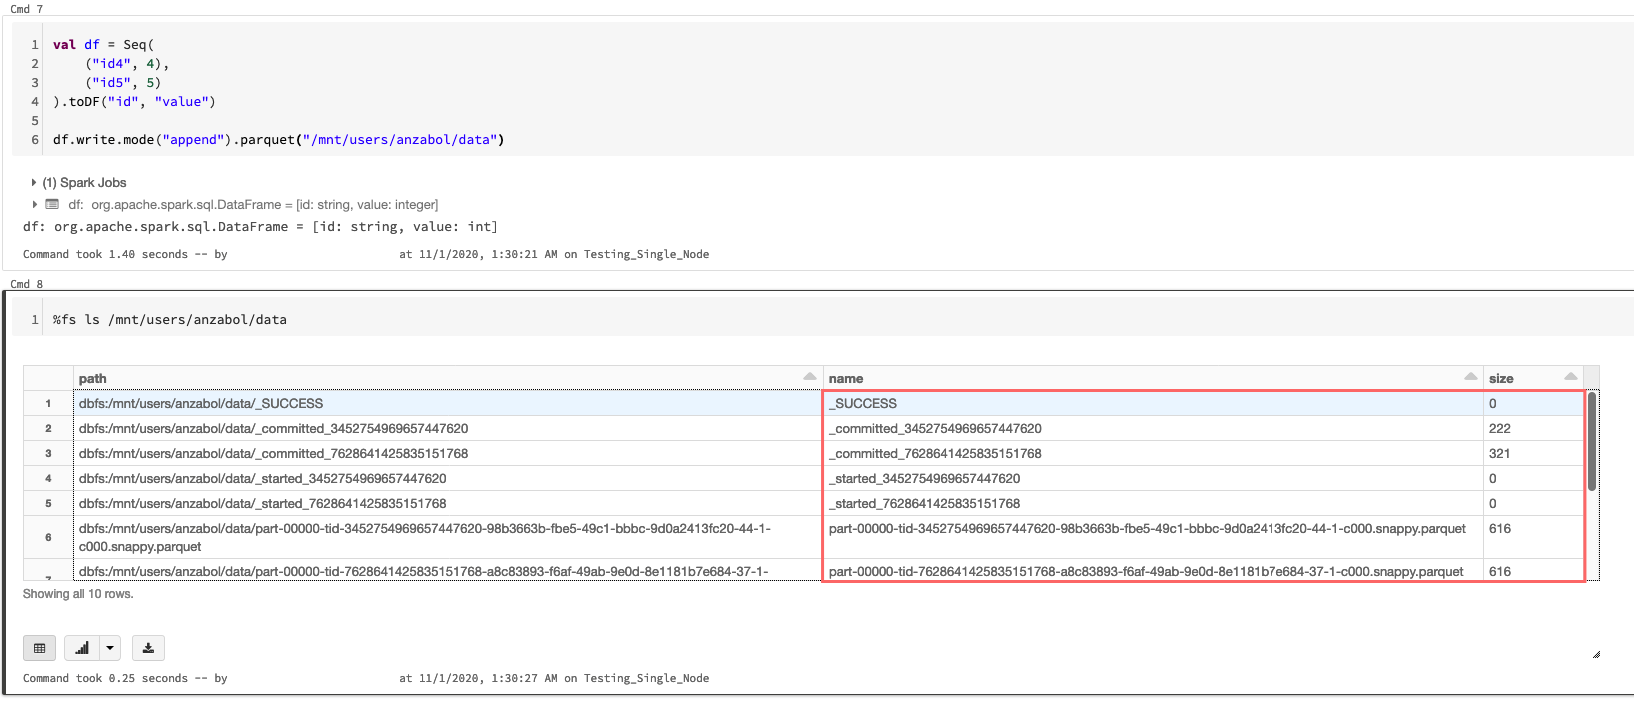 Cmd 7
1 val df = Seq(
2 ("id4", 4),
3 ("id5", 5)
4 ).toDF("id", "value")
5
6 df.write.mode("append").parquet("/mnt/users/anzabol/data")
(1) Spark Jobs
df: org.apache.spark.sql.DataFrame = [id: string, value: integer]
df: org.apache.spark.sql.DataFrame = [id: string, value: int]
Command took 1.40 seconds -- by at 11/1/2020, 1:30:21 AM on Testing_Single_Node
Cmd 8
1 %fs ls /mnt/users/anzabol/data
path name size
1 dbfs:/mnt/users/anzabol/data/_SUCCESS _SUCCESS 0
2 dbfs:/mnt/users/anzabol/data/_committed_3452754969657447620 _committed_3452754969657447620 222
3 dbfs:/mnt/users/anzabol/data/_committed_7628641425835151768 _committed_7628641425835151768 321
4 dbfs:/mnt/users/anzabol/data/_started_3452754969657447620 _started_3452754969657447620 0
5 dbfs:/mnt/users/anzabol/data/_started_7628641425835151768 _started_7628641425835151768 0
6 dbfs:/mnt/users/anzabol/data/part-00000-tid-3452754969657447620-98b3663b-fbe5-49c1-bbbc-9d0a2413fc20-44-1- part-00000-tid-3452754969657447620-98b3663b-fbe5-49c1-bbbc-9d0a2413fc20-44-1-c000.snappy.parquet 616
c000.snappy.parquet
7 dbfs:/mnt/users/anzabol/data/part-00000-tid-7628641425835151768-a8c83893-f6af-49ab-9e0d-8e1181b7e684-37-1- part-00000-tid-7628641425835151768-a8c83893-f6af-49ab-9e0d-8e1181b7e684-37-1-c000.snappy.parquet 616
Showing all 10 rows.
Command took 0.25 seconds -- by at 11/1/2020, 1:30:27 AM on Testing_Single_Node